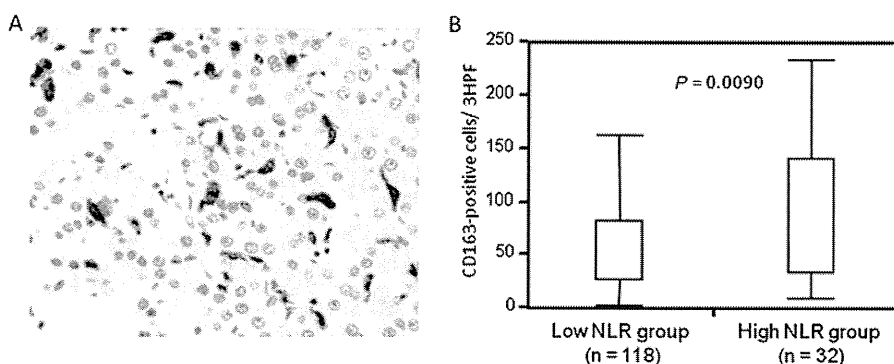 A
B
250
200
150
100
50
0
CD163-positive cells/ 3HPF
P = 0.0090
Low NLR group
(n = 118)
High NLR group
(n = 32)